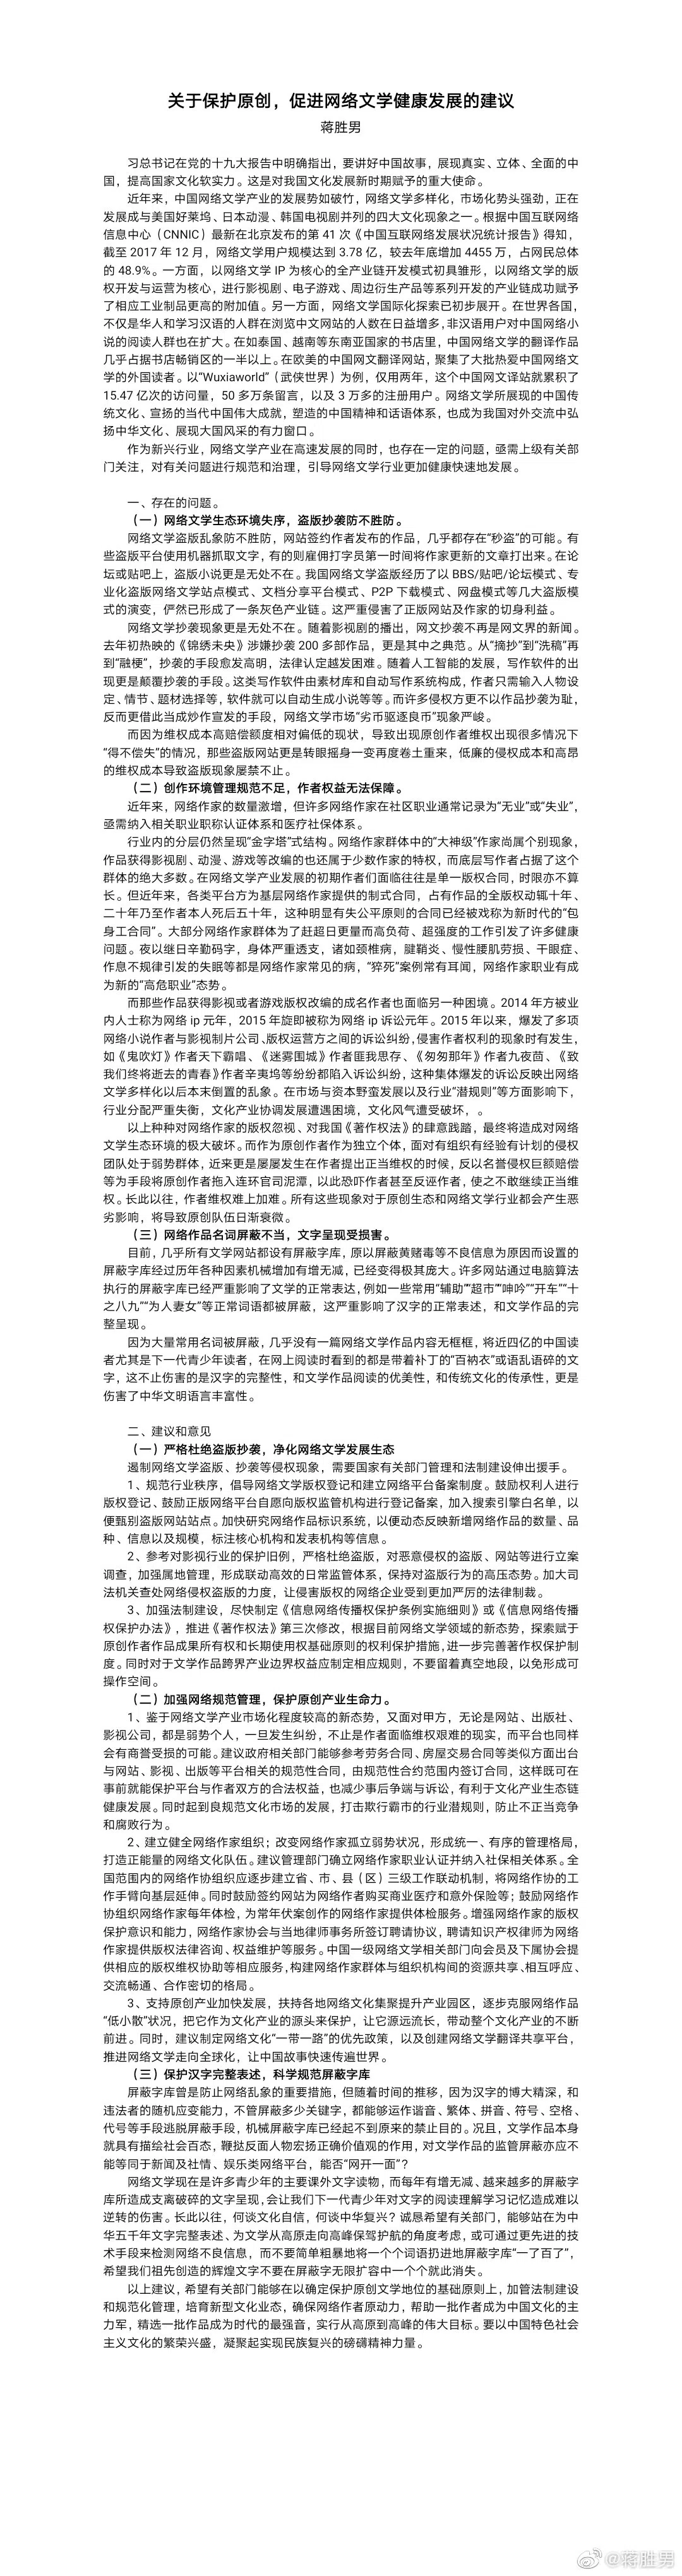 关于保护原创，促进网络文学健康发展的建议
蒋胜男
习总书记在党的十九大报告中明确指出，要讲好中国故事，展现真实、立体、全面的中
国，提高国家文化软实力。这是对我国文化发展新时期赋予的重大使命。
近年来，中国网络文学产业的发展势如破竹，网络文学多样化，市场化势头强劲，正在
发展成与美国好莱坞、日本动漫、韩国电视剧并列的四大文化现象之一。根据中国互联网络
信息中心（CNNIC）最新在北京发布的第 41 次《中国互联网络发展状况统计报告》得知，
截至 2017 年 12 月，网络文学用户规模达到 3.78 亿，较去年底增加 4455 万，占网民总体
的 48.9%。一方面，以网络文学 IP 为核心的全产业链开发模式初具雏形，以网络文学的版
权开发与运营为核心，进行影视剧、电子游戏、周边衍生产品等系列开发的产业链成功赋予
了相应工业制品更高的附加值。另一方面，网络文学国际化探索已初步展开。在世界各国，
不仅是华人和学习汉语的人群在浏览中文网站的人数在日益增多，非汉语用户对中国网络小
说的阅读人群也在扩大。在如泰国、越南等东南亚国家的书店里，中国网络文学的翻译作品
几乎占据书店畅销区的一半以上。在欧美的中国网文翻译网站，聚集了大批热爱中国网络文
学的外国读者。以“Wuxiaworld”（武侠世界）为例，仅用两年，这个中国网文译站就累积了
15.47 亿次的访问量，50 多万条留言，以及 3 万多的注册用户。网络文学所展现的中国传
统文化、宣扬的当代中国伟大成就，塑造的中国精神和话语体系，也成为我国对外交流中弘
扬中华文化、展现大国风采的有力窗口。
作为新兴行业，网络文学产业在高速发展的同时，也存在一定的问题，亟需上级有关部
门关注，对有关问题进行规范和治理，引导网络文学行业更加健康快速地发展。
一、存在的问题。
（一）网络文学生态环境失序，盗版抄袭防不胜防。
网络文学盗版乱象防不胜防，网站签约作者发布的作品，几乎都存在“秒盗”的可能。有
些盗版平台使用机器抓取文字，有的则雇佣打字员第一时间将作家更新的文章打出来。在论
坛或贴吧上，盗版小说更是无处不在。我国网络文学盗版经历了以 BBS/贴吧/论坛模式、专
业化盗版网络文学站点模式、文档分享平台模式、P2P 下载模式、网盘模式等几大盗版模
式的演变，俨然已形成了一条灰色产业链。这严重侵害了正版网站及作家的切身利益。
网络文学抄袭现象更是无处不在。随着影视剧的播出，网文抄袭不再是网文界的新闻。
去年初热映的《锦绣未央》涉嫌抄袭 200 多部作品，更是其中之典范。从“摘抄”到“洗稿”再
到“融梗”，抄袭的手段愈发高明，法律认定越发困难。随着人工智能的发展，写作软件的出
现更是颠覆抄袭的手段。这类写作软件由素材库和自动写作系统构成，作者只需输入人物设
定、情节、题材选择等，软件就可以自动生成小说等等。而许多侵权方更不以作品抄袭为耻，
反而更借此当成炒作宣发的手段，网络文学市场“劣币驱逐良币”现象严峻。
而因为维权成本高赔偿额度相对偏低的现状，导致出现原创作者维权出现很多情况下
“得不偿失”的情况，那些盗版网站更是转眼摇身一变再度卷土重来，低廉的侵权成本和高昂
的维权成本导致盗版现象屡禁不止。
（二）创作环境管理规范不足，作者权益无法保障。
近年来，网络作家的数量激增，但许多网络作家在社区职业通常记录为“无业”或“失业”，
亟需纳入相关职业职称认证体系和医疗社保体系。
行业内的分层仍然呈现“金字塔”式结构。网络作家群体中的“大神级”作家尚属个别现象，
作品获得影视剧、动漫、游戏等改编的也还属于少数作家的特权，而底层写作者占据了这个
群体的绝大多数。在网络文学产业发展的初期作者们面临往往是单一版权合同，时限亦不算
长。但近年来，各类平台方为基层网络作家提供的制式合同，占有作品的全版权动辄十年、
二十年乃至作者本人死后五十年，这种明显有失公平原则的合同已经被戏称为新时代的“包
身工合同”。大部分网络作家群体为了赶超日更量而高负荷、超强度的工作引发了许多健康
问题。夜以继日辛勤码字，身体严重透支，诸如颈椎病，腱鞘炎、慢性腰肌劳损、干眼症、
作息不规律引发的失眠等都是网络作家常见的病，“猝死”案例常有耳闻，网络作家职业有成
为新的“高危职业”态势。
而那些作品获得影视或者游戏版权改编的成名作者也面临另一种困境。2014 年方被业
内人士称为网络 ip 元年，2015 年旋即被称为网络 ip 诉讼元年。2015 年以来，爆发了多项
网络小说作者与影视制片公司、版权运营方之间的诉讼纠纷，侵害作者权利的现象时有发生，
如《鬼吹灯》作者天下霸唱、《迷雾围城》作者匪我思存、《匆匆那年》作者九夜茴、《致
我们终将逝去的青春》作者辛夷坞等纷纷都陷入诉讼纠纷，这种集体爆发的诉讼反映出网络
文学多样化以后本末倒置的乱象。在市场与资本野蛮发展以及行业“潜规则”等方面影响下，
行业分配严重失衡，文化产业协调发展遭遇困境，文化风气遭受破坏，。
以上种种对网络作家的版权忽视、对我国《著作权法》的肆意践踏，最终将造成对网络
文学生态环境的极大破坏。而作为原创作者作为独立个体，面对有组织有经验有计划的侵权
团队处于弱势群体，近来更是屡屡发生在作者提出正当维权的时候，反以名誉侵权巨额赔偿
等为手段将原创作者拖入连环官司泥潭，以此恐吓作者甚至反诬作者，使之不敢继续正当维
权。长此以往，作者维权难上加难。所有这些现象对于原创生态和网络文学行业都会产生恶
劣影响，将导致原创队伍日渐衰微。
（三）网络作品名词屏蔽不当，文字呈现受损害。
目前，几乎所有文学网站都设有屏蔽字库，原以屏蔽黄赌毒等不良信息为原因而设置的
屏蔽字库经过历年各种因素机械增加有增无减，已经变得极其庞大。许多网站通过电脑算法
执行的屏蔽字库已经严重影响了文学的正常表达，例如一些常用“辅助”“超市”“呻吟”“开车”“十
之八九”“为人妻女”等正常词语都被屏蔽，这严重影响了汉字的正常表述，和文学作品的完
整呈现。
因为大量常用名词被屏蔽，几乎没有一篇网络文学作品内容无框框，将近四亿的中国读
者尤其是下一代青少年读者，在网上阅读时看到的都是带着补丁的“百衲衣”或语乱语碎的文
字，这不止伤害的是汉字的完整性，和文学作品阅读的优美性，和传统文化的传承性，更是
伤害了中华文明语言丰富性。
二、建议和意见
（一）严格杜绝盗版抄袭，净化网络文学发展生态
遏制网络文学盗版、抄袭等侵权现象，需要国家有关部门管理和法制建设伸出援手。
1、规范行业秩序，倡导网络文学版权登记和建立网络平台备案制度。鼓励权利人进行
版权登记、鼓励正版网络平台自愿向版权监管机构进行登记备案，加入搜索引擎白名单，以
便甄别盗版网站站点。加快研究网络作品标识系统，以便动态反映新增网络作品的数量、品
种、信息以及规模，标注核心机构和发表机构等信息。
2、参考对影视行业的保护旧例，严格杜绝盗版，对恶意侵权的盗版、网站等进行立案
调查，加强属地管理，形成联动高效的日常监管体系，保持对盗版行为的高压态势。加大司
法机关查处网络侵权盗版的力度，让侵害版权的网络企业受到更加严厉的法律制裁。
3、加强法制建设，尽快制定《信息网络传播权保护条例实施细则》或《信息网络传播
权保护办法》，推进《著作权法》第三次修改，根据目前网络文学领域的新态势，探索赋于
原创作者作品成果所有权和长期使用权基础原则的权利保护措施，进一步完善著作权保护制
度。同时对于文学作品跨界产业边界权益应制定相应规则，不要留着真空地段，以免形成可
操作空间。
（二）加强网络规范管理，保护原创产业生命力。
1、鉴于网络文学产业市场化程度较高的新态势，又面对甲方，无论是网站、出版社、
影视公司，都是弱势个人，一旦发生纠纷，不止是作者面临维权艰难的现实，而平台也同样
会有商誉受损的可能。建议政府相关部门能够参考劳务合同、房屋交易合同等类似方面出台
与网站、影视、出版等平台相关的规范性合同，由规范性合约范围内签订合同，这样既可在
事前就能保护平台与作者双方的合法权益，也减少事后争端与诉讼，有利于文化产业生态链
健康发展。同时起到良规范文化市场的发展，打击欺行霸市的行业潜规则，防止不正当竞争
和腐败行为。
2、建立健全网络作家组织；改变网络作家孤立弱势状况，形成统一、有序的管理格局，
打造正能量的网络文化队伍。建议管理部门确立网络作家职业认证并纳入社保相关体系。全
国范围内的网络作协组织应逐步建立省、市、县（区）三级工作联动机制，将网络作协的工
作手臂向基层延伸。同时鼓励签约网站为网络作者购买商业医疗和意外保险等；鼓励网络作
协组织网络作家每年体检，为常年伏案创作的网络作家提供体检服务。增强网络作家的版权
保护意识和能力，网络作家协会与当地律师事务所签订聘请协议，聘请知识产权律师为网络
作家提供版权法律咨询、权益维护等服务。中国一级网络文学相关部门向会员及下属协会提
供相应的版权维权协助等相应服务，构建网络作家群体与组织机构间的资源共享、相互呼应、
交流畅通、合作密切的格局。
3、支持原创产业加快发展，扶持各地网络文化集聚提升产业园区，逐步克服网络作品
“低小散”状况，把它作为文化产业的源头来保护，让它源远流长，带动整个文化产业的不断
前进。同时，建议制定网络文化“一带一路”的优先政策，以及创建网络文学翻译共享平台，
推进网络文学走向全球化，让中国故事快速传遍世界。
（三）保护汉字完整表述，科学规范屏蔽字库
屏蔽字库曾是防止网络乱象的重要措施，但随着时间的推移，因为汉字的博大精深，和
违法者的随机应变能力，不管屏蔽多少关键字，都能够运作谐音、繁体、拼音、符号、空格、
代号等手段逃脱屏蔽手段，机械屏蔽字库已经起不到原来的禁止目的。况且，文学作品本身
就具有描绘社会百态，鞭挞反面人物宏扬正确价值观的作用，对文学作品的监管屏蔽亦应不
能等同于新闻及社情、娱乐类网络平台，能否“网开一面”？
网络文学现在是许多青少年的主要课外文字读物，而每年有增无减、越来越多的屏蔽字
库所造成支离破碎的文字呈现，会让我们下一代青少年对文字的阅读理解学习记忆造成难以
逆转的伤害。长此以往，何谈文化自信，何谈中华复兴？诚恳希望有关部门，能够站在为中
华五千年文字完整表述、为文学从高原走向高峰保驾护航的角度考虑，或可通过更先进的技
术手段来检测网络不良信息，而不要简单粗暴地将一个个词语扔进地屏蔽字库“一了百了”，
希望我们祖先创造的辉煌文字不要在屏蔽字无限扩容中一个个就此消失。
以上建议，希望有关部门能够在以确定保护原创文学地位的基础原则上，加管法制建设
和规范化管理，培育新型文化业态，确保网络作者原动力，帮助一批作者成为中国文化的主
力军，精选一批作品成为时代的最强音，实行从高原到高峰的伟大目标。要以中国特色社会
主义文化的繁荣兴盛，凝聚起实现民族复兴的磅礴精神力量。
@蒋胜男